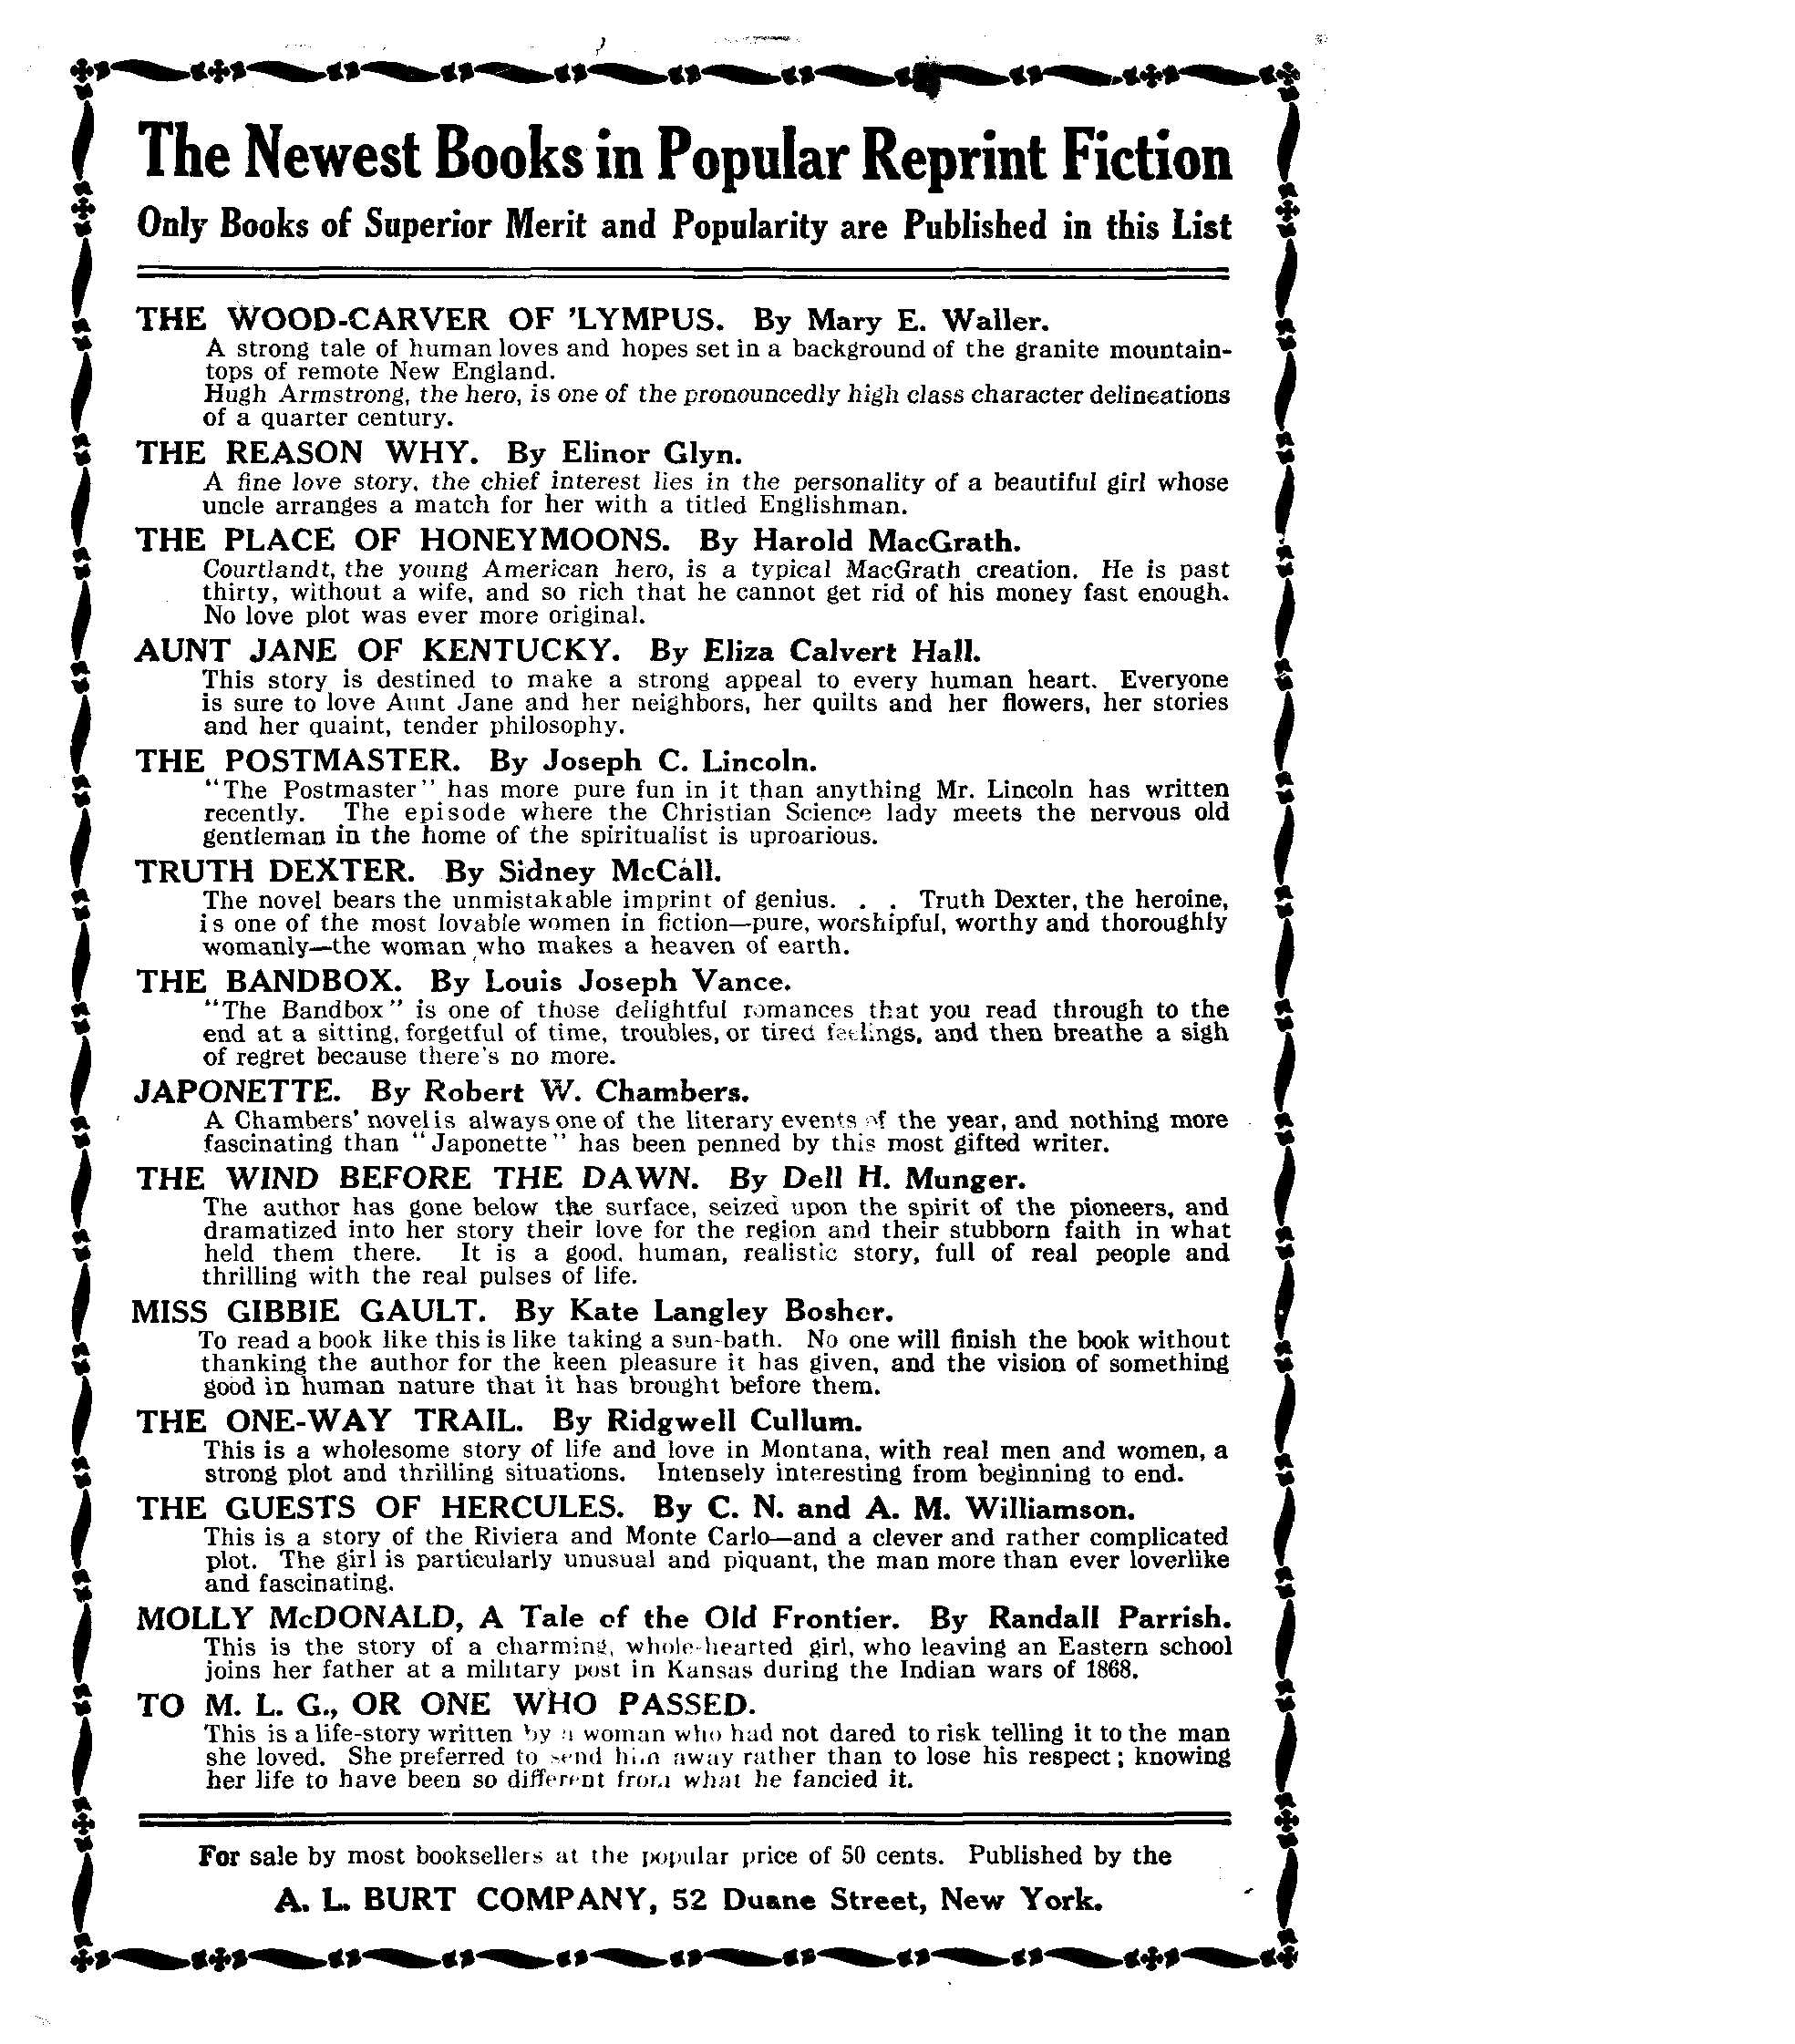 The Newest Books in Popular Reprint Fiction
Only Books of Superior Merit and Popularity are Published in this List
THE WOOD-CARVER OF 'LYMPUS. By Mary E. Waller.
A strong tale of human loves and hopes set in a background of the granite mountain-
tops of remote New England.
Hugh Armstrong, the hero, is one of the pronouncedly high class character delineations
of a quarter century.
THE REASON WHY. By Elinor Glyn.
A fine love story, the chief interest lies in the personality of a beautiful girl whose
uncle arranges a match for her with a titled Englishman.
THE PLACE OF HONEYMOONS. By Harold MacGrath.
Courtlandt, the young American hero, is a typical MacGrath creation. He is past
thirty, without a wife, and so rich that he cannot get rid of his money fast enough.
No love plot was ever more original.
AUNT JANE OF KENTUCKY. By Eliza Calvert Hall.
This story is destined to make a strong appeal to every human heart. Everyone
is sure to love Aunt Jane and her neighbors, her quilts and her flowers, her stories
and her quaint, tender philosophy.
THE POSTMASTER. By Joseph C. Lincoln.
"The Postmaster" has more pure fun in it than anything Mr. Lincoln has written
recently. The episode where the Christian Science lady meets the nervous old
gentleman in the home of the spiritualist is uproarious.
TRUTH DEXTER. By Sidney McCall.
The novel bears the unmistakable imprint of genius. . . Truth Dexter, the heroine,
is one of the most lovable women in fiction—pure, worshipful, worthy and thoroughly
womanly—the woman who makes a heaven of earth.
THE BANDBOX. By Louis Joseph Vance.
"The Bandbox" is one of those delightful romances that you read through to the
end at a sitting, forgetful of time, troubles, or tired feelings, and then breathe a sigh
of regret because there's no more.
JAPONETTE. By Robert W. Chambers.
A Chambers' novel is always one of the literary events of the year, and nothing more
fascinating than "Japonette" has been penned by this most gifted writer.
THE WIND BEFORE THE DAWN. By Dell H. Munger.
The author has gone below the surface, seized upon the spirit of the pioneers, and
dramatized into her story their love for the region and their stubborn faith in what
held them there. It is a good, human, realistic story, full of real people and
thrilling with the real pulses of life.
MISS GIBBIE GAULT. By Kate Langley Bosher.
To read a book like this is like taking a sun-bath. No one will finish the book without
thanking the author for the keen pleasure it has given, and the vision of something
good in human nature that it has brought before them.
THE ONE-WAY TRAIL. By Ridgwell Cullum.
This is a wholesome story of life and love in Montana, with real men and women, a
strong plot and thrilling situations. Intensely interesting from beginning to end.
THE GUESTS OF HERCULES. By C. N. and A. M. Williamson.
This is a story of the Riviera and Monte Carlo—and a clever and rather complicated
plot. The girl is particularly unusual and piquant, the man more than ever loverlike
and fascinating.
MOLLY McDONALD, A Tale of the Old Frontier. By Randall Parrish.
This is the story of a charming, whole-hearted girl, who leaving an Eastern school
joins her father at a military post in Kansas during the Indian wars of 1868.
TO M. L. G., OR ONE WHO PASSED.
This is a life-story written by a woman who had not dared to risk telling it to the man
she loved. She preferred to send him away rather than to lose his respect; knowing
her life to have been so different from what he fancied it.
For sale by most booksellers at the popular price of 50 cents. Published by the
A. L. BURT COMPANY, 52 Duane Street, New York.